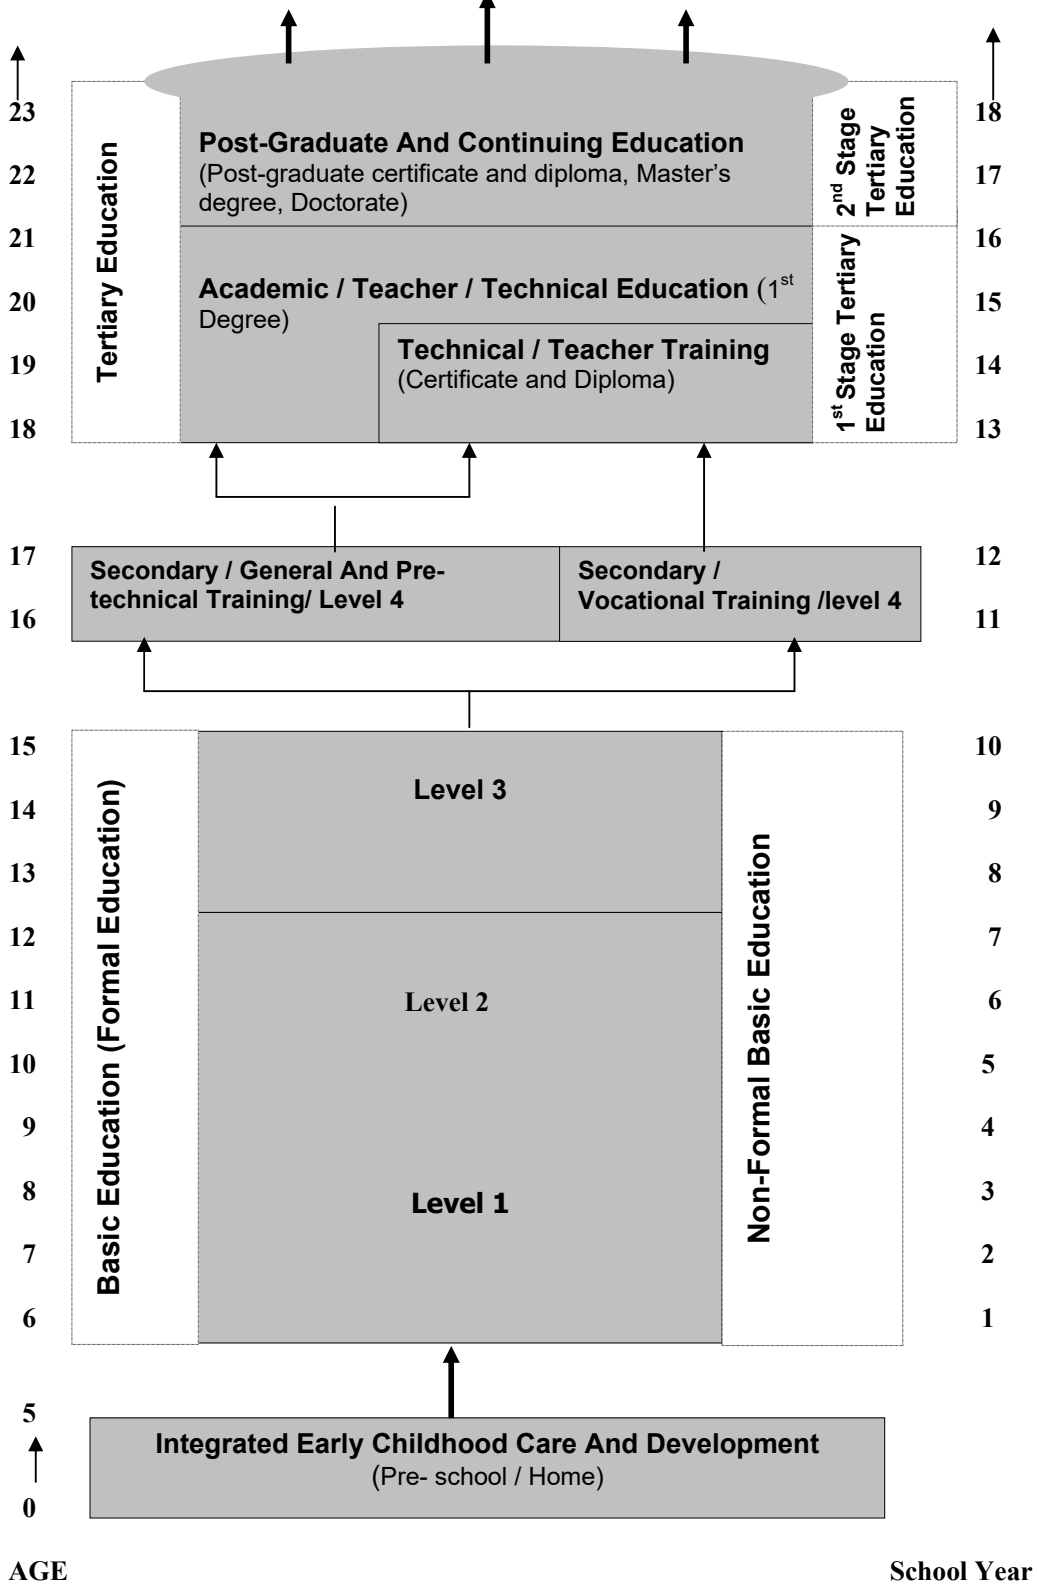 23
18
Post-Graduate And Continuing Education
(Post-graduate certificate and diploma, Master's
degree, Doctorate)
22
17
2nd Stage
Tertiary
Education
Tertiary Education
21
16
Academic / Teacher / Technical Education (1st
Degree)
20
15
Technical / Teacher Training
(Certificate and Diploma)
19
14
1st Stage Tertiary
Education
18
13
17
12
Secondary / General And Pre-
technical Training/ Level 4
Secondary /
Vocational Training /level 4
16
11
15
10
Level 3
14
9
13
8
Basic Education (Formal Education)
Non-Formal Basic Education
12
7
11
Level 2
6
10
5
9
4
8
Level 1
3
7
2
6
1
5
Integrated Early Childhood Care And Development
(Pre- school / Home)
0
AGE
School Year